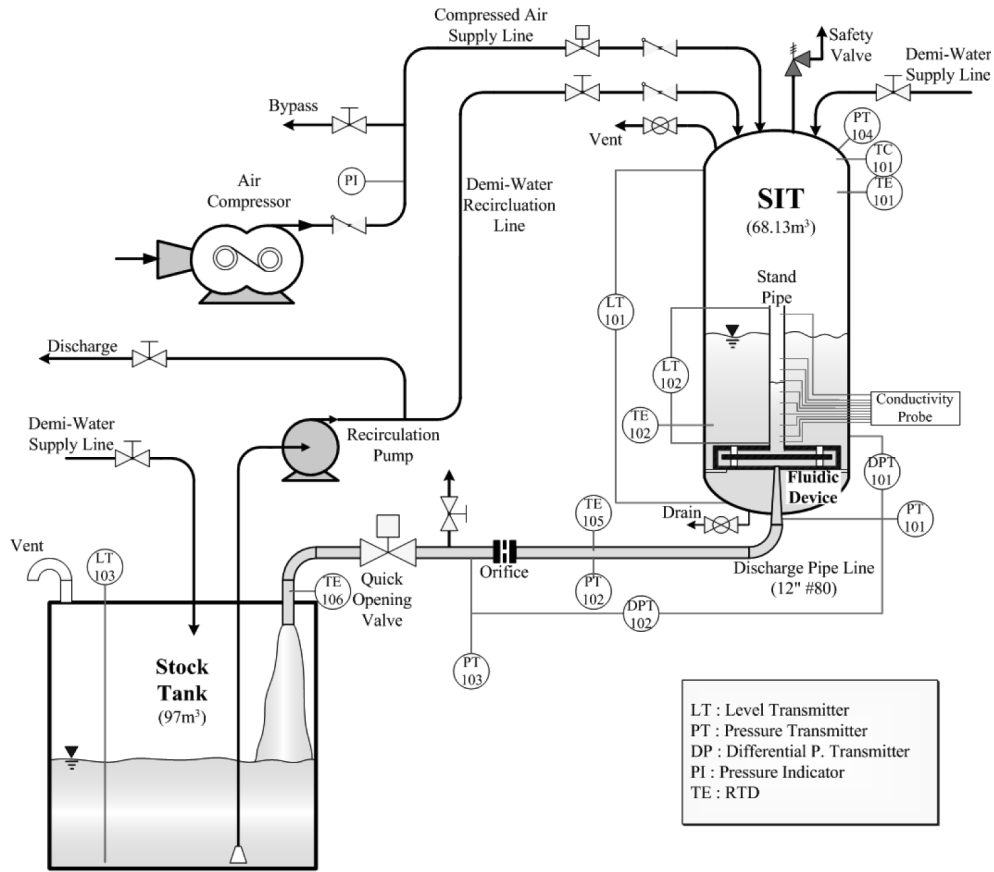 Compressed Air
Supply Line
Safety
Valve
Demi-Water
Supply Line
Bypass
Vent
PT
104
TC
101
TE
101
PI
Air
Compressor
Demi-Water
Recircluation
Line
SIT
(68.13m³)
Stand
Pipe
LT
101
LT
102
Discharge
Conductivity
Probe
TE
102
Demi-Water
Supply Line
Recirculation
Pump
DPT
101
Fluidic
Device
Drain
PT
101
TE
105
Vent
LT
103
Orifice
Discharge Pipe Line
(12" #80)
TE
106
Quick
Opening
Valve
PT
102
DPT
102
PT
103
Stock
Tank
(97m³)
LT : Level Transmitter
PT : Pressure Transmitter
DP : Differential P. Transmitter
PI : Pressure Indicator
TE : RTD